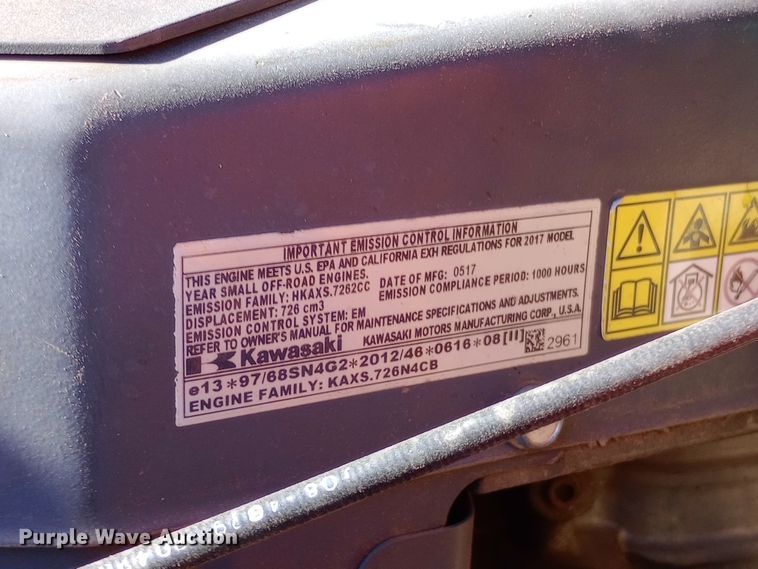 IMPORTANT EMISSION CONTROL INFORMATION
THIS ENGINE MEETS U.S. EPA AND CALIFORNIA EXH REGULATIONS FOR 2017 MODEL
YEAR SMALL OFF-ROAD ENGINES. DATE OF MFG: 0517
EMISSION FAMILY: HKAXS.7262CC EMISSION COMPLIANCE PERIOD: 1000 HOURS
DISPLACEMENT: 726 cm3
EMISSION CONTROL SYSTEM: EM
REFER TO OWNER'S MANUAL FOR MAINTENANCE SPECIFICATIONS AND ADJUSTMENTS.
Kawasaki KAWASAKI MOTORS MANUFACTURING CORP., U.S.A.
e13*97/68SN4G2*2012/46*0616*08[II] 2961
ENGINE FAMILY: KAXS.726N4CB
Purple Wave Auction